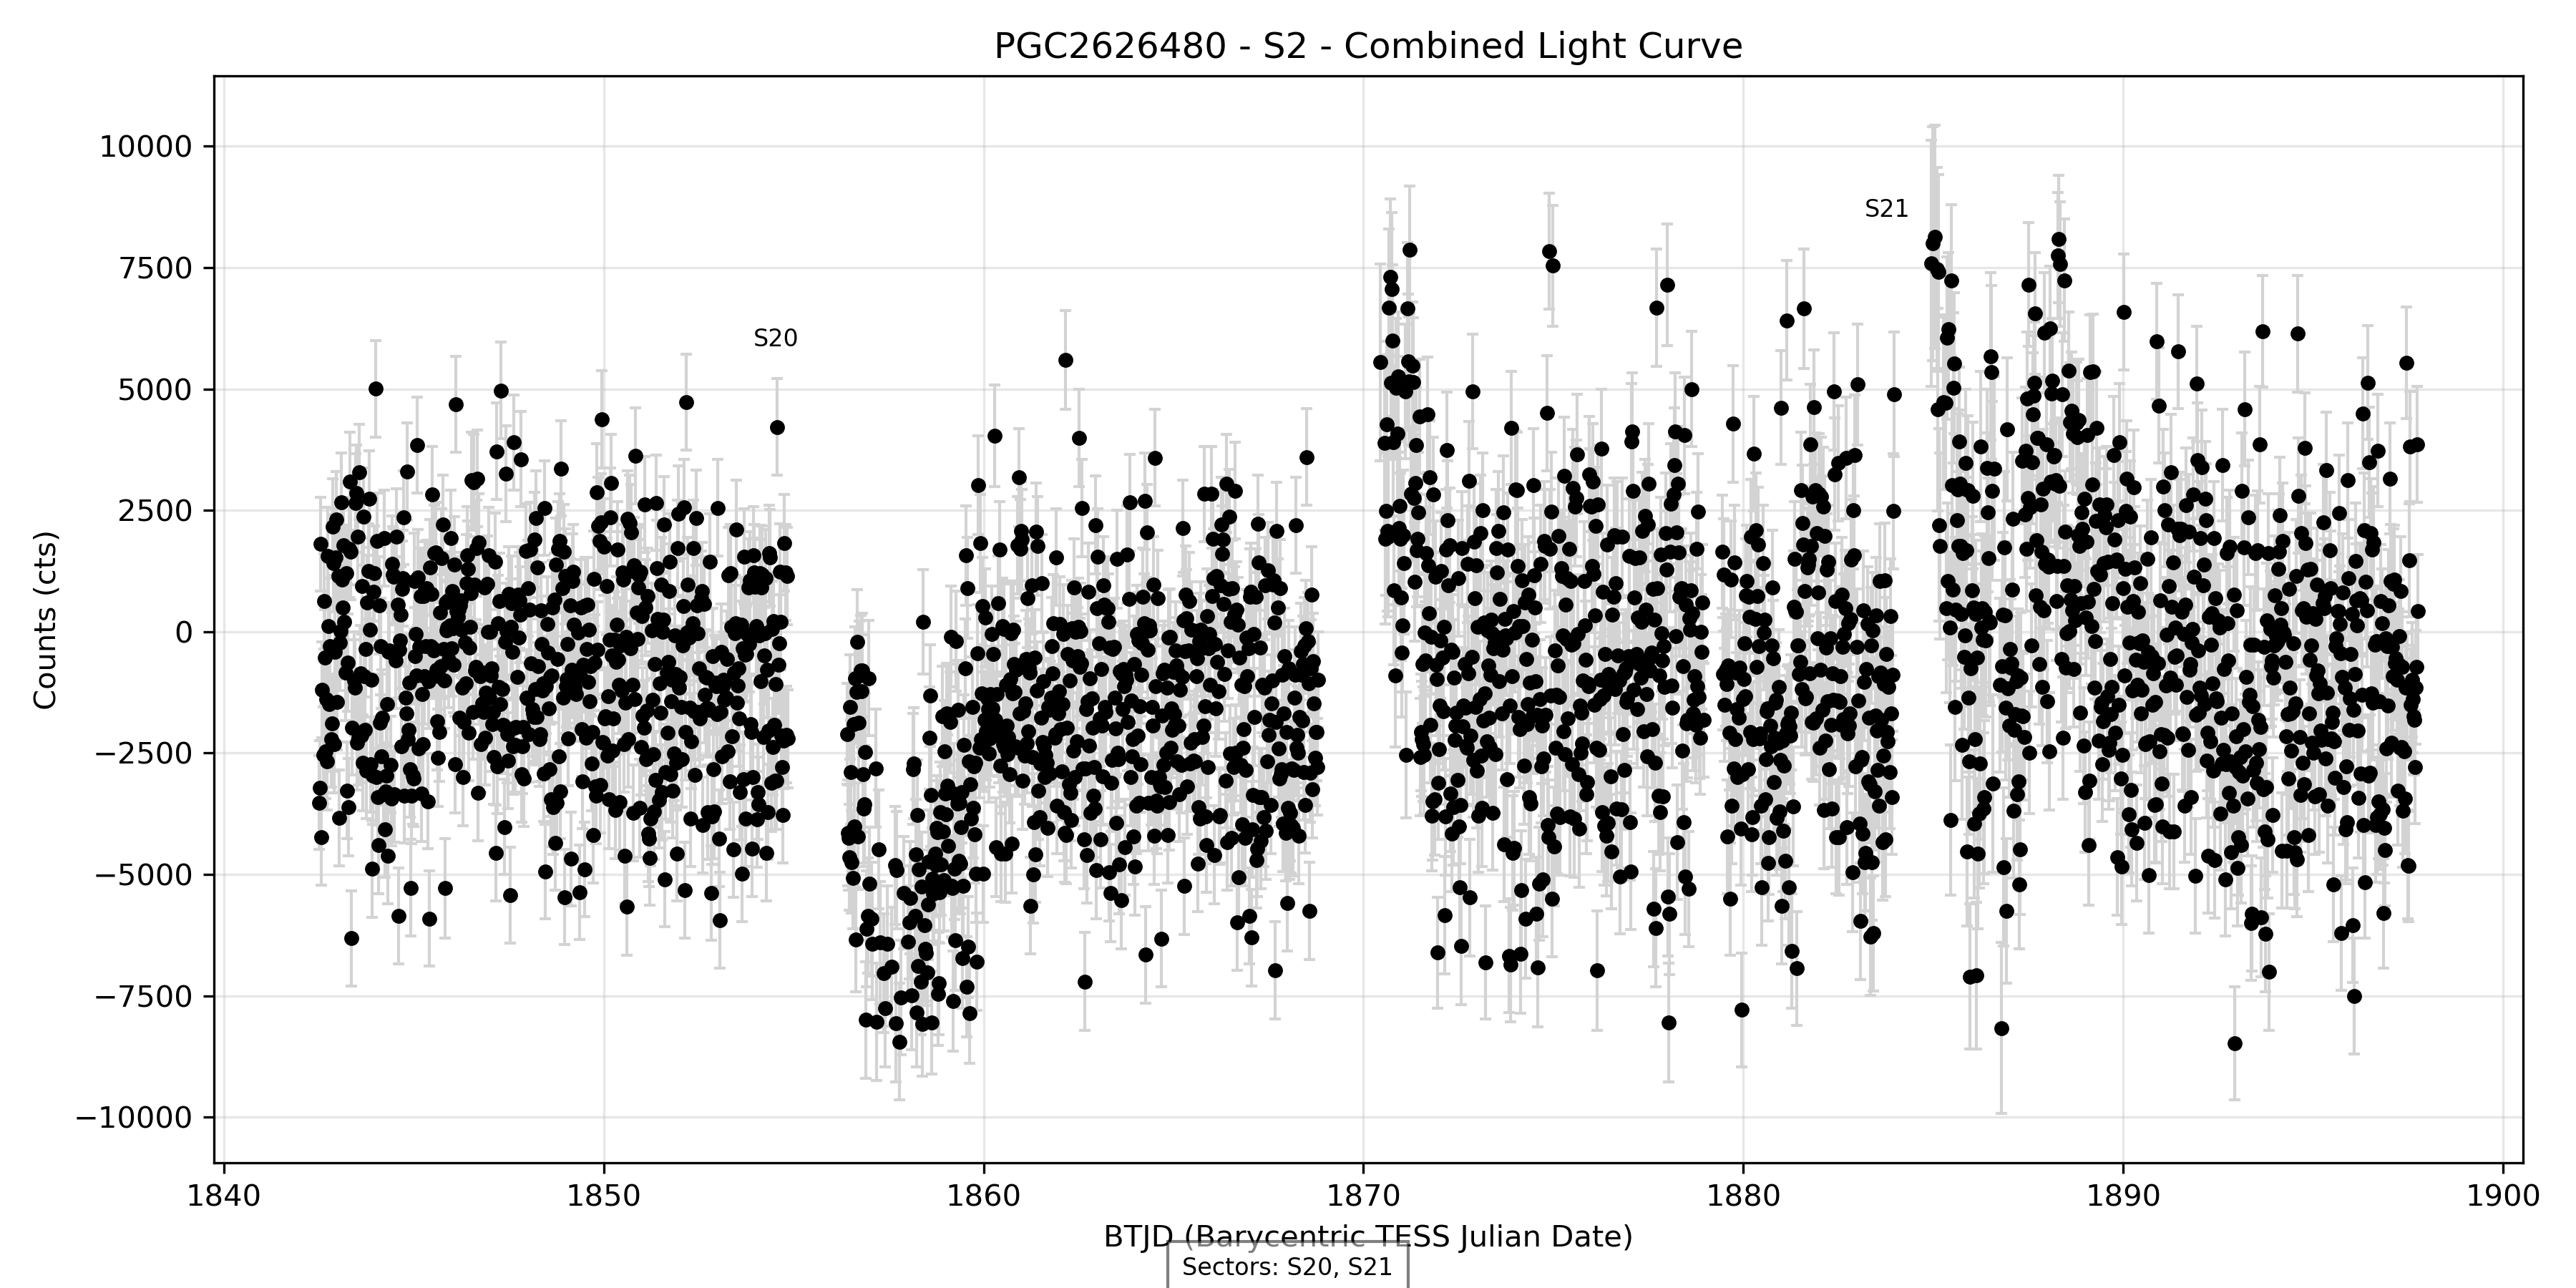 PGC2626480 - S2 - Combined Light Curve
Counts (cts)
10000
7500
5000
2500
0
−2500
−5000
−7500
−10000
S20
S21
1840 1850 1860 1870 1880 1890 1900
BTJD (Barycentric TESS Julian Date)
Sectors: S20, S21